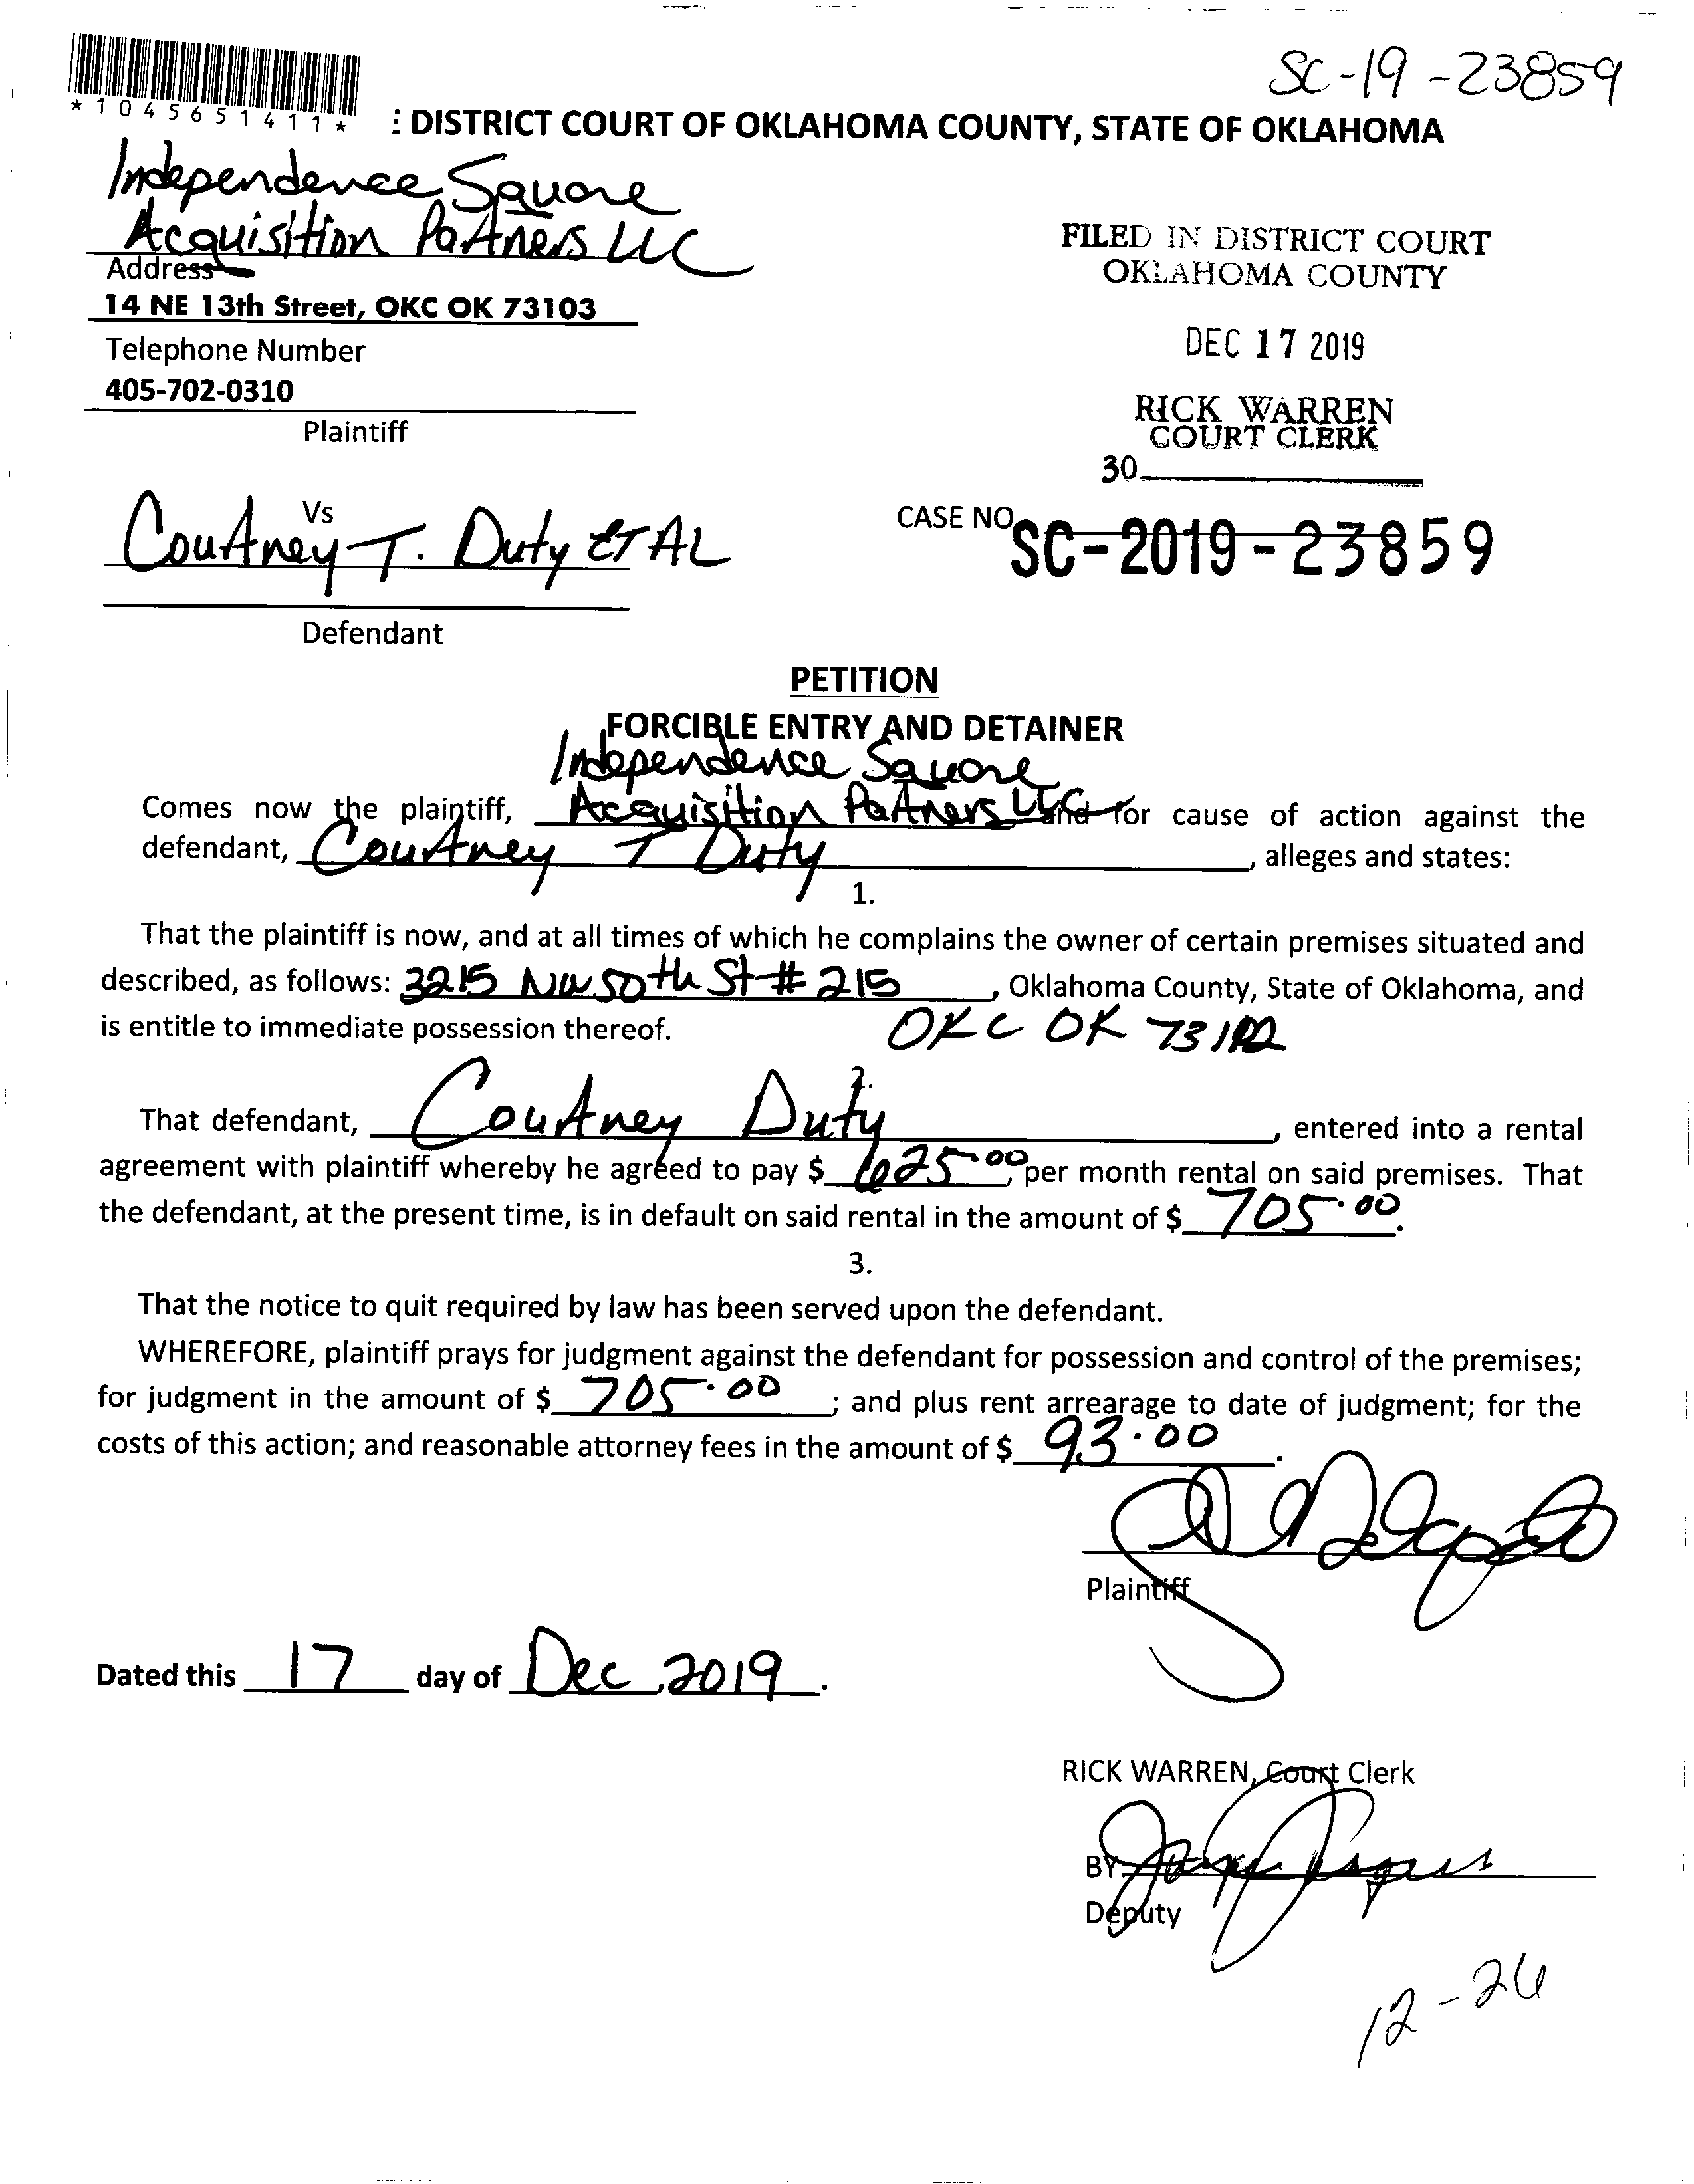 SC-19-23859
*1045651411*
: DISTRICT COURT OF OKLAHOMA COUNTY, STATE OF OKLAHOMA
Independence Square
Acquisition Partners LLC
Address
14 NE 13th Street, OKC OK 73103
Telephone Number
405-702-0310
Plaintiff
FILED IN DISTRICT COURT
OKLAHOMA COUNTY
DEC 17 2019
RICK WARREN
COURT CLERK
30
Vs
Courtney T. Duty ET AL
Defendant
CASE NO. SC-2019-23859
PETITION
FORCIBLE ENTRY AND DETAINER
Independence Square
Comes now the plaintiff, Acquisition Partners LLC and for cause of action against the
defendant, Courtney T Duty, alleges and states:
1.
That the plaintiff is now, and at all times of which he complains the owner of certain premises situated and
described, as follows: 3215 NW 50th St # 215, Oklahoma County, State of Oklahoma, and
is entitle to immediate possession thereof. OKC OK
2.
That defendant, Courtney Duty, entered into a rental
agreement with plaintiff whereby he agreed to pay $ 625.00, per month rental on said premises. That
the defendant, at the present time, is in default on said rental in the amount of $ 705.00.
3.
That the notice to quit required by law has been served upon the defendant.
WHEREFORE, plaintiff prays for judgment against the defendant for possession and control of the premises;
for judgment in the amount of $ 705.00; and plus rent arrearage to date of judgment; for the
costs of this action; and reasonable attorney fees in the amount of $ 93.00.
Plaintiff
Dated this 17 day of Dec, 2019.
RICK WARREN, Court Clerk
BY
Deputy
12-26